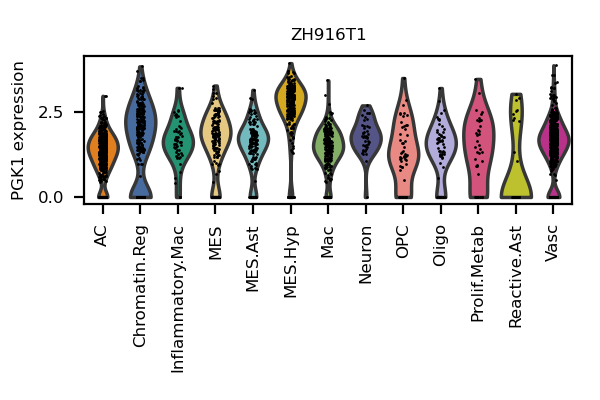 ZH916T1
PGK1 expression
2.5
0.0
AC
Chromatin.Reg
Inflammatory.Mac
MES
MES.Ast
MES.Hyp
Mac
Neuron
OPC
Oligo
Prolif.Metab
Reactive.Ast
Vasc